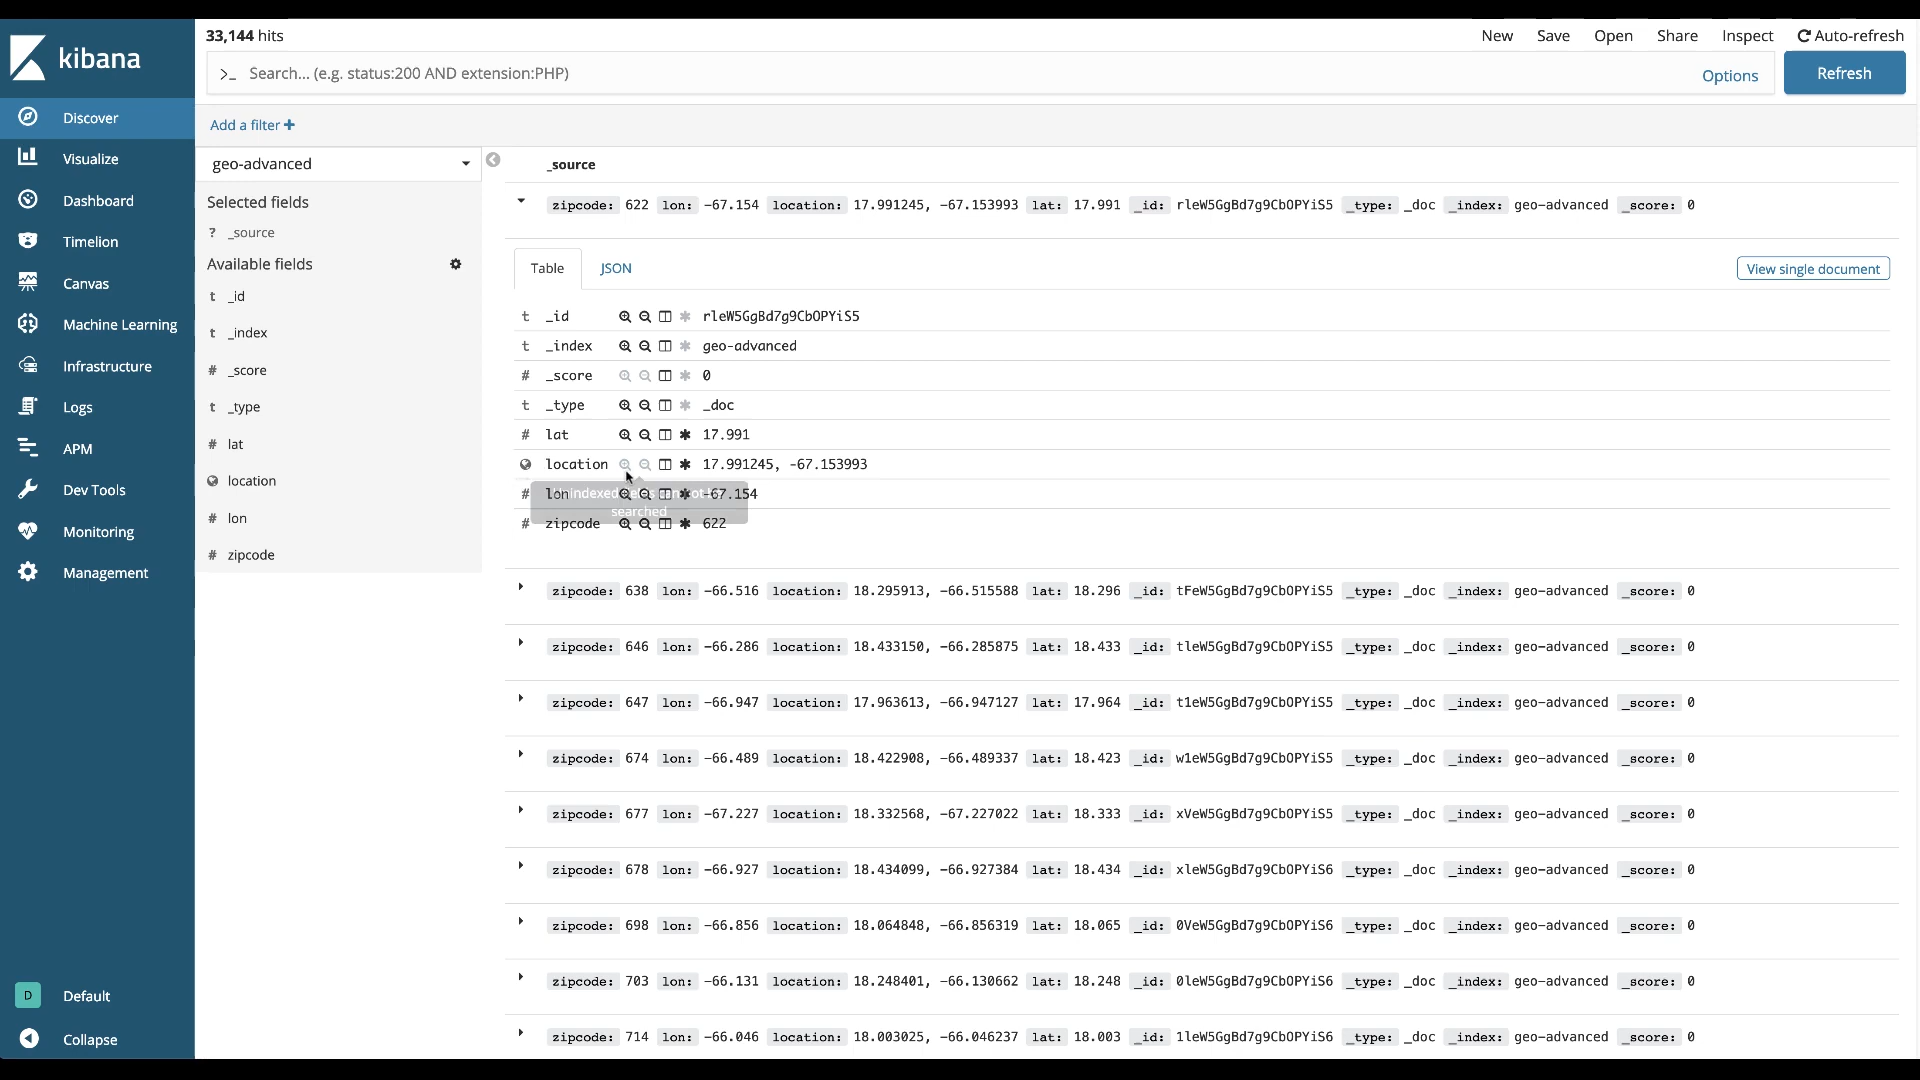 kibana
Discover
Visualize
Dashboard
Timelion
Canvas
Machine Learning
Infrastructure
Logs
APM
Dev Tools
Monitoring
Management
D Default
Collapse
33,144 hits
New Save Open Share Inspect Auto-refresh
>_ Search... (e.g. status:200 AND extension:PHP) Options Refresh
Add a filter +
geo-advanced
Selected fields
? _source
Available fields
t _id
t _index
# _score
t _type
# lat
location
# lon
# zipcode
_source
zipcode: 622 lon: -67.154 location: 17.991245, -67.153993 lat: 17.991 _id: rleW5GgBd7g9CbOPYiS5 _type: _doc _index: geo-advanced _score: 0
Table JSON View single document
t _id rleW5GgBd7g9CbOPYiS5
t _index geo-advanced
# _score 0
t _type _doc
# lat 17.991
location 17.991245, -67.153993
# lon -67.154
searched
# zipcode 622
zipcode: 638 lon: -66.516 location: 18.295913, -66.515588 lat: 18.296 _id: tFeW5GgBd7g9CbOPYiS5 _type: _doc _index: geo-advanced _score: 0
zipcode: 646 lon: -66.286 location: 18.433150, -66.285875 lat: 18.433 _id: tleW5GgBd7g9CbOPYiS5 _type: _doc _index: geo-advanced _score: 0
zipcode: 647 lon: -66.947 location: 17.963613, -66.947127 lat: 17.964 _id: t1eW5GgBd7g9CbOPYiS5 _type: _doc _index: geo-advanced _score: 0
zipcode: 674 lon: -66.489 location: 18.422908, -66.489337 lat: 18.423 _id: w1eW5GgBd7g9CbOPYiS5 _type: _doc _index: geo-advanced _score: 0
zipcode: 677 lon: -67.227 location: 18.332568, -67.227022 lat: 18.333 _id: xVeW5GgBd7g9CbOPYiS5 _type: _doc _index: geo-advanced _score: 0
zipcode: 678 lon: -66.927 location: 18.434099, -66.927384 lat: 18.434 _id: xleW5GgBd7g9CbOPYiS6 _type: _doc _index: geo-advanced _score: 0
zipcode: 698 lon: -66.856 location: 18.064848, -66.856319 lat: 18.065 _id: 0VeW5GgBd7g9CbOPYiS6 _type: _doc _index: geo-advanced _score: 0
zipcode: 703 lon: -66.131 location: 18.248401, -66.130662 lat: 18.248 _id: 0leW5GgBd7g9CbOPYiS6 _type: _doc _index: geo-advanced _score: 0
zipcode: 714 lon: -66.046 location: 18.003025, -66.046237 lat: 18.003 _id: 1leW5GgBd7g9CbOPYiS6 _type: _doc _index: geo-advanced _score: 0